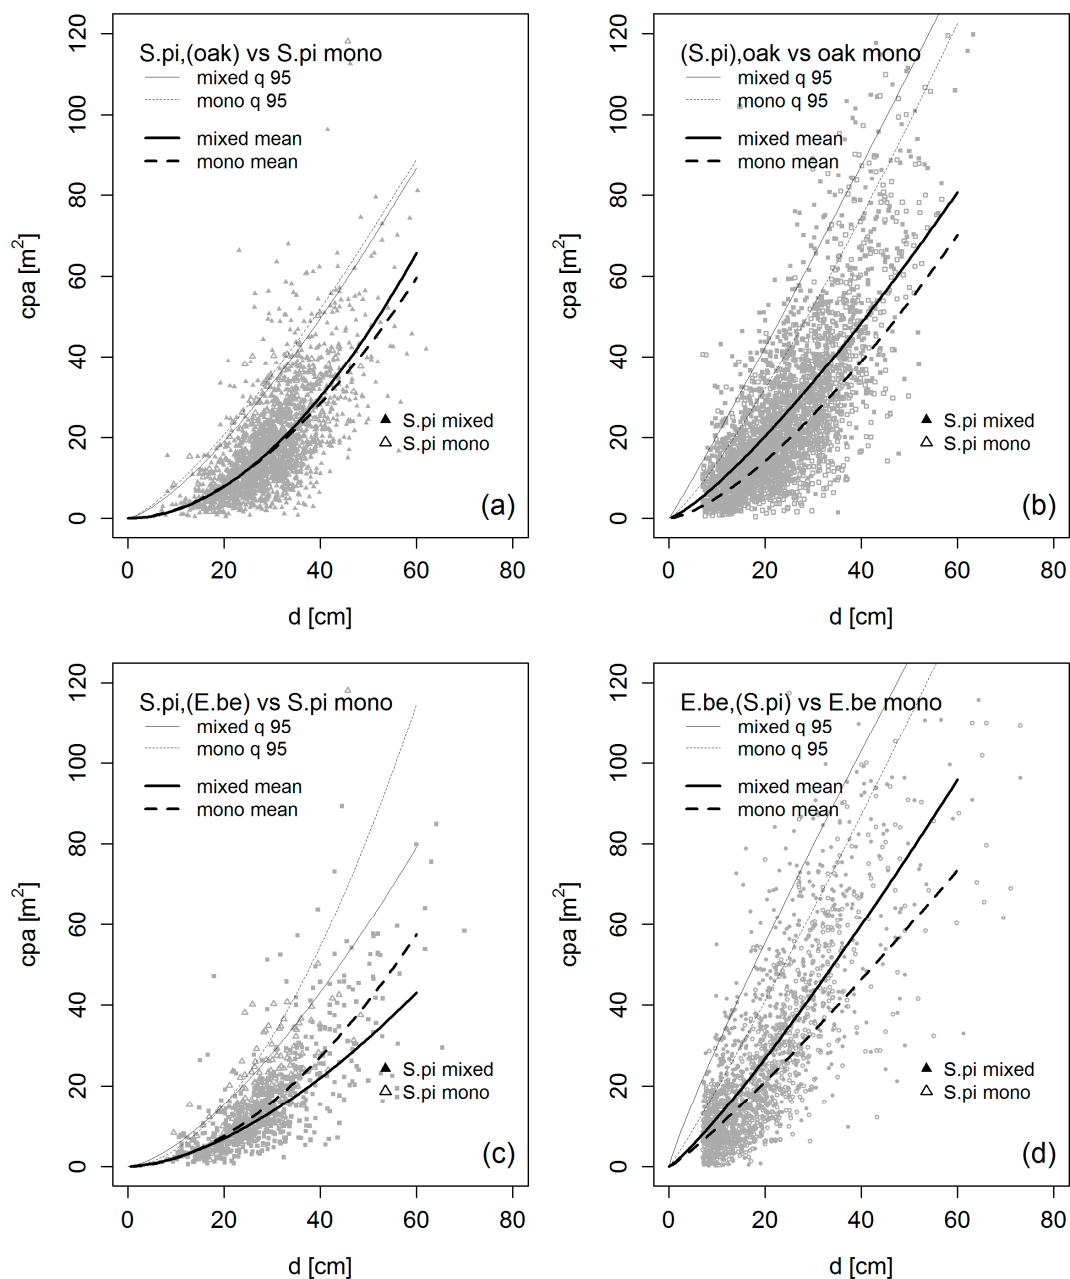 S.pi,(oak) vs S.pi mono
mixed q 95
mono q 95
mixed mean
mono mean
S.pi mixed
S.pi mono
(a)
cpa [m²]
0 20 40 60 80 100 120
0 20 40 60 80
d [cm]
(S.pi),oak vs oak mono
mixed q 95
mono q 95
mixed mean
mono mean
S.pi mixed
S.pi mono
(b)
cpa [m²]
0 20 40 60 80 100 120
0 20 40 60 80
d [cm]
S.pi,(E.be) vs S.pi mono
mixed q 95
mono q 95
mixed mean
mono mean
S.pi mixed
S.pi mono
(c)
cpa [m²]
0 20 40 60 80 100 120
0 20 40 60 80
d [cm]
E.be,(S.pi) vs E.be mono
mixed q 95
mono q 95
mixed mean
mono mean
S.pi mixed
S.pi mono
(d)
cpa [m²]
0 20 40 60 80 100 120
0 20 40 60 80
d [cm]